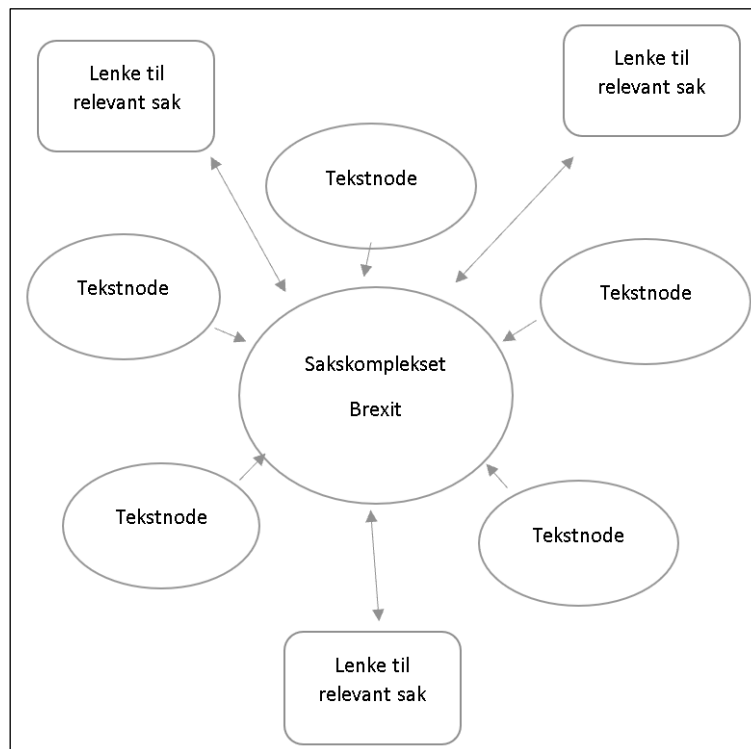 Lenke til
relevant sak
Lenke til
relevant sak
Tekstnode
Tekstnode
Tekstnode
Sakskomplekset
Brexit
Tekstnode
Tekstnode
Lenke til
relevant sak